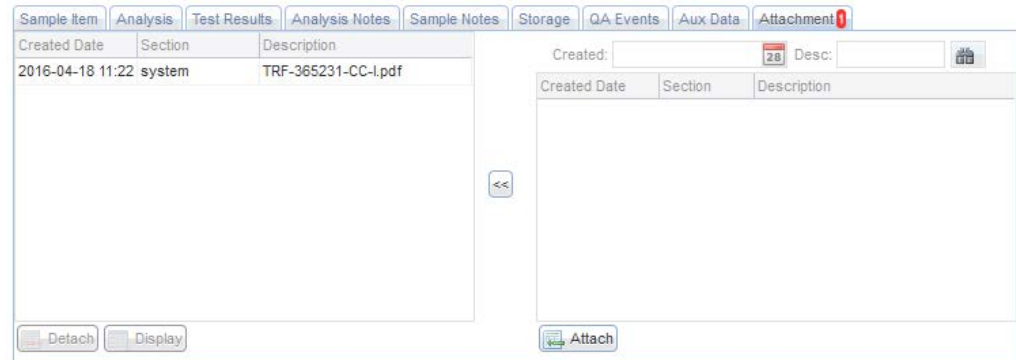 Sample Item Analysis Test Results Analysis Notes Sample Notes Storage QA Events Aux Data Attachment 1
Created Date Section Description
2016-04-18 11:22 system TRF-365231-CC-I.pdf
Detach Display
<<
Created: 28 Desc:
Created Date Section Description
Attach